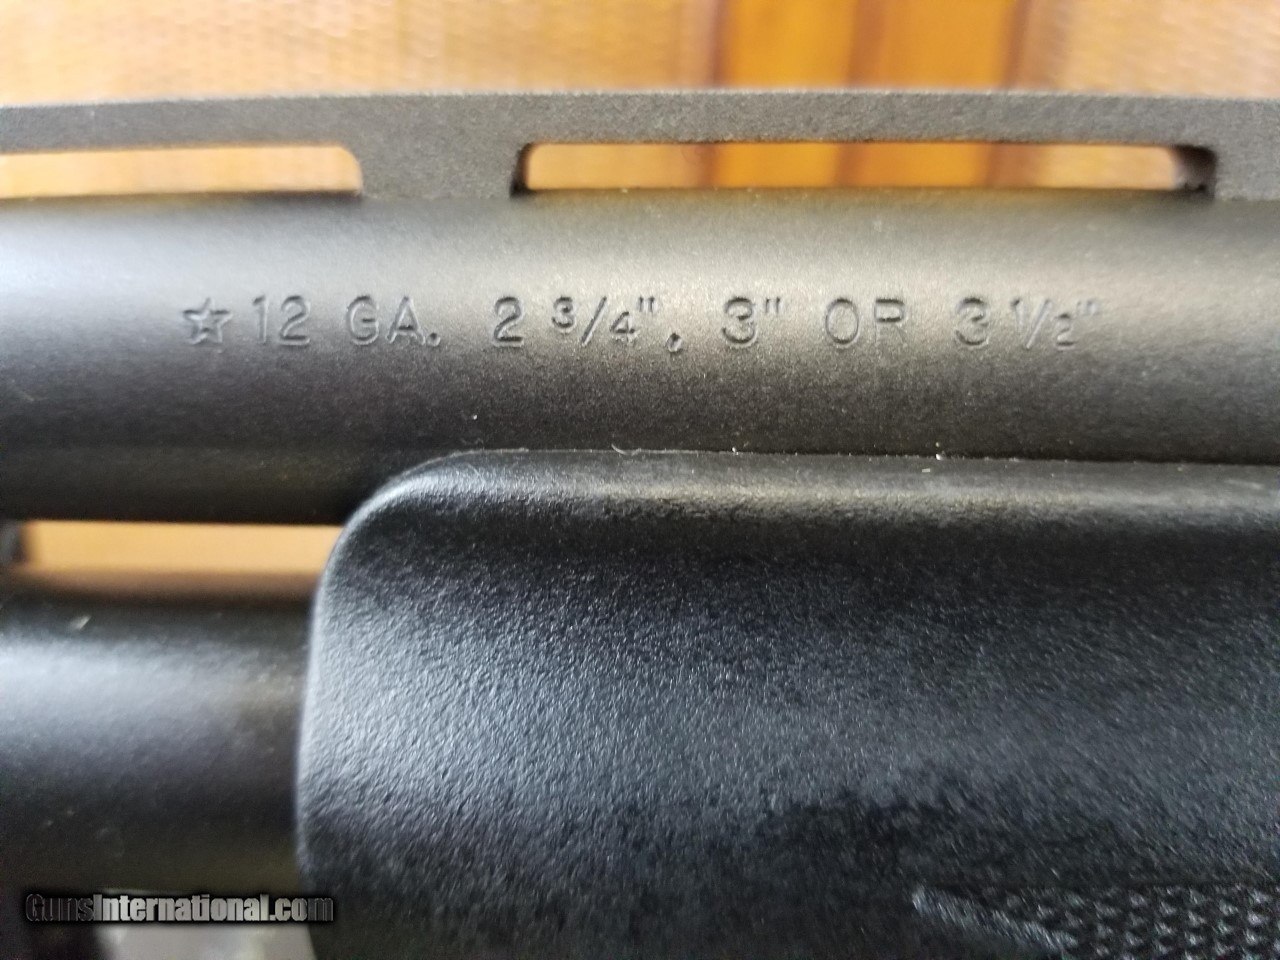 ☆12 GA. 2 3/4", 3" OR 3 1/2"
GunsInternational.com